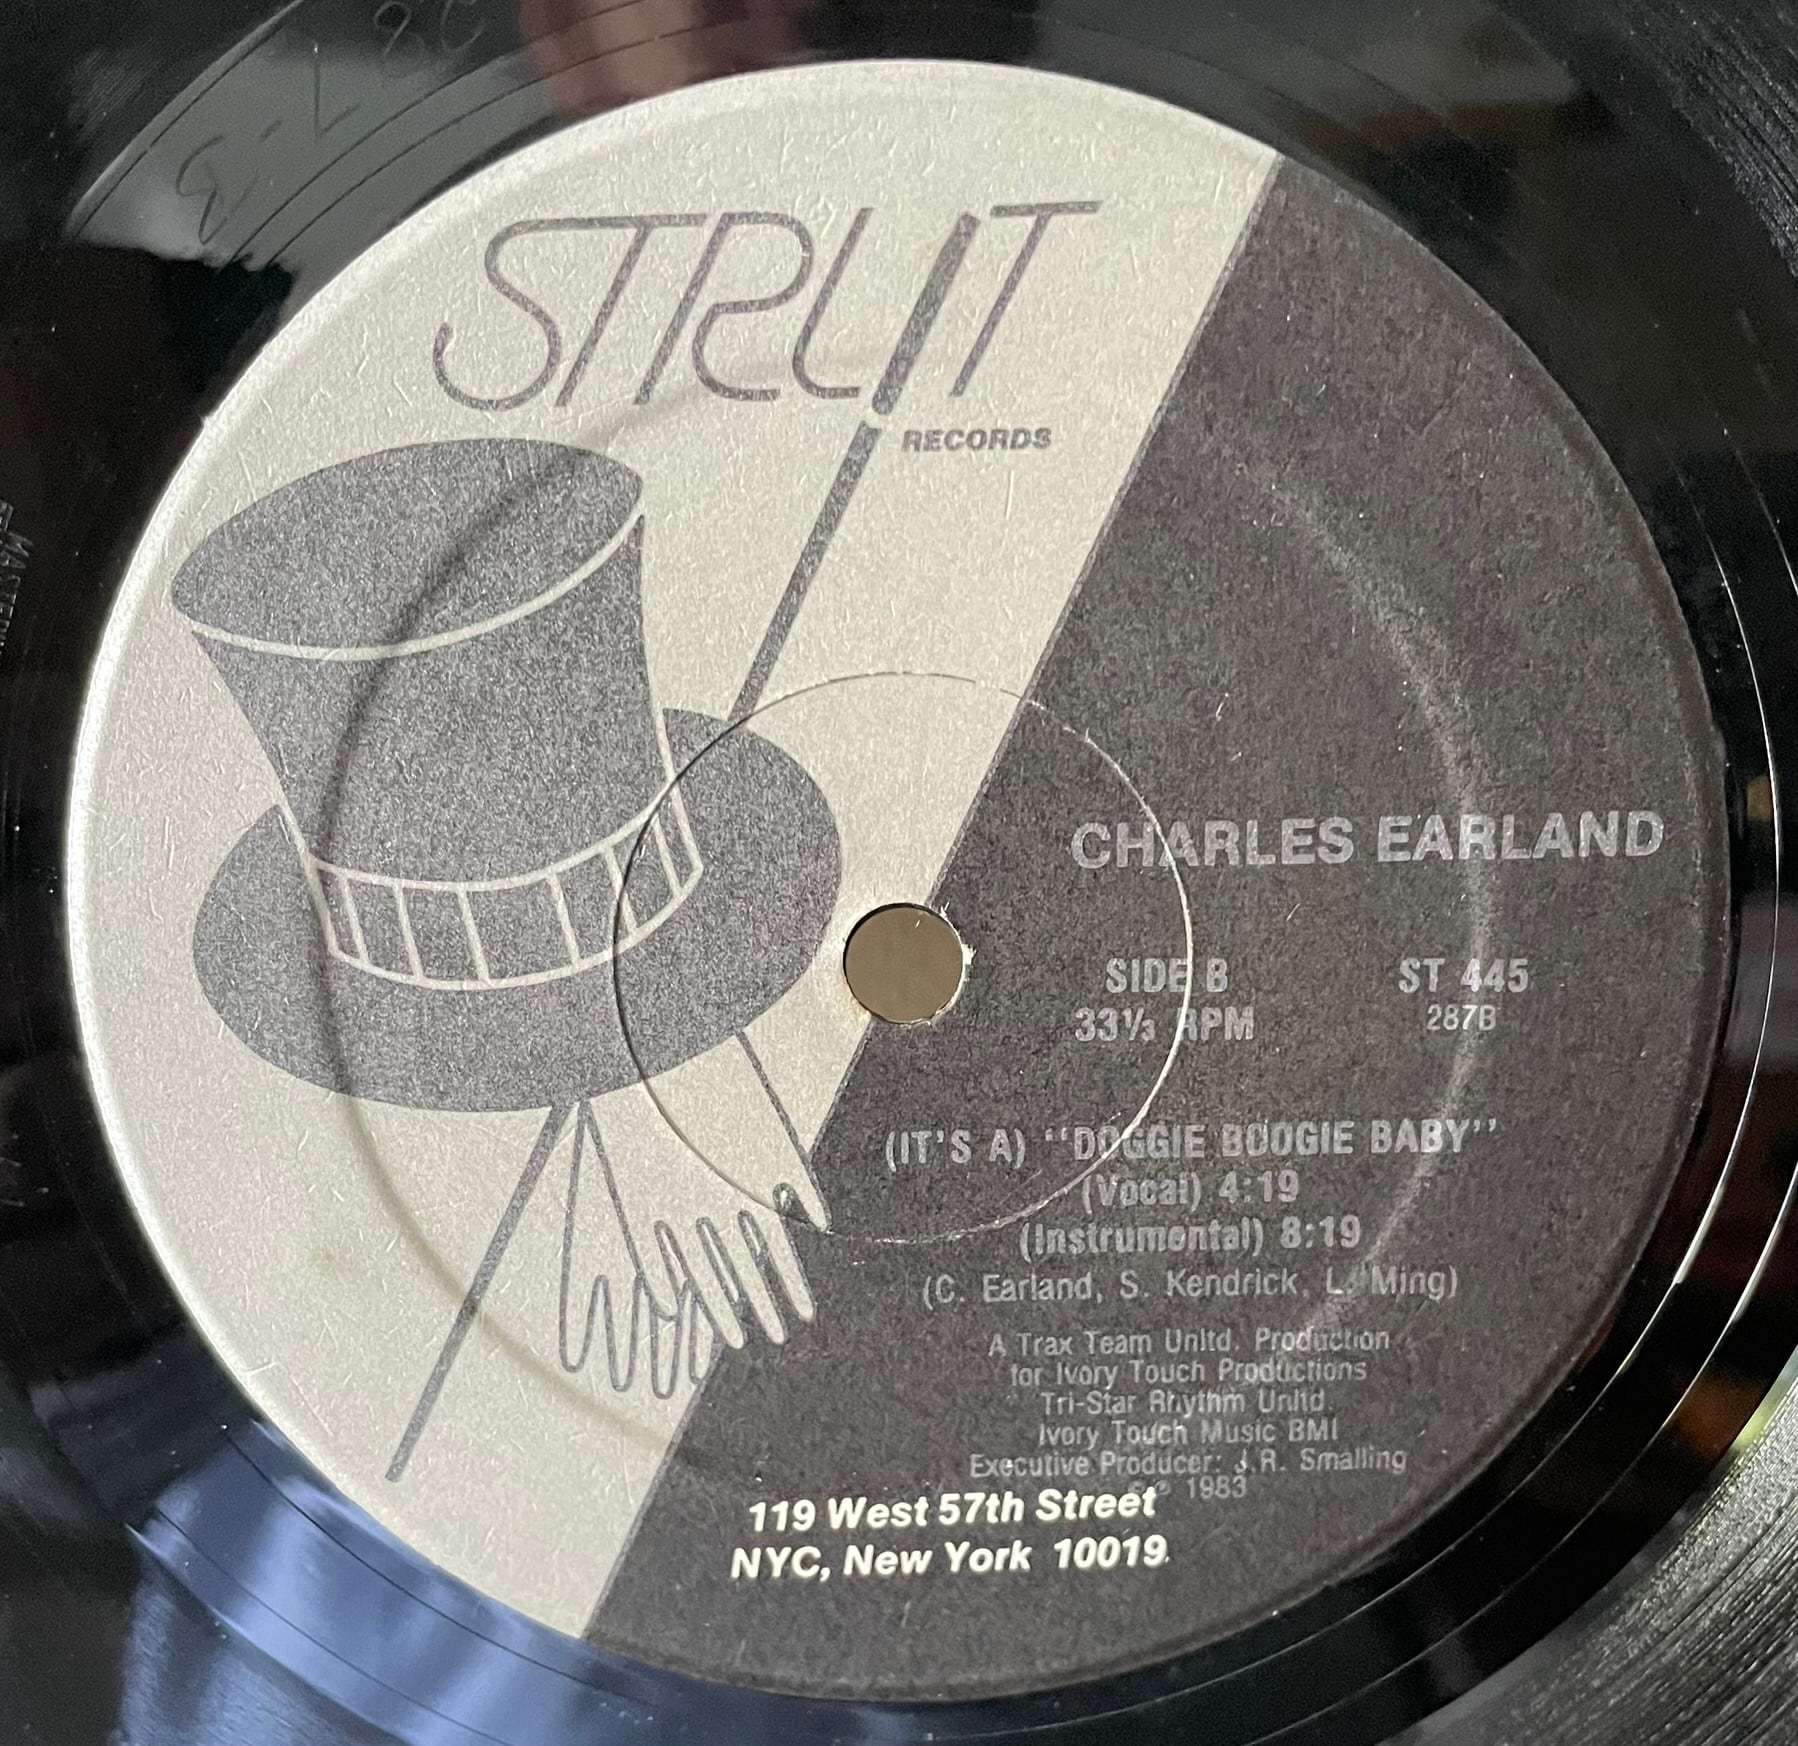 STRUT
RECORDS
CHARLES EARLAND
SIDE B
ST 445
33⅓ RPM
287B
(IT'S A) "DOGGIE BOOGIE BABY"
(Vocal) 4:19
(Instrumental) 8:19
(C. Earland, S. Kendrick, L. Ming)
A Trax Team Unltd. Production
for Ivory Touch Productions
Tri-Star Rhythm Unltd.
Ivory Touch Music BMI
Executive Producer: J.R. Smalling
1983
119 West 57th Street
NYC, New York 10019